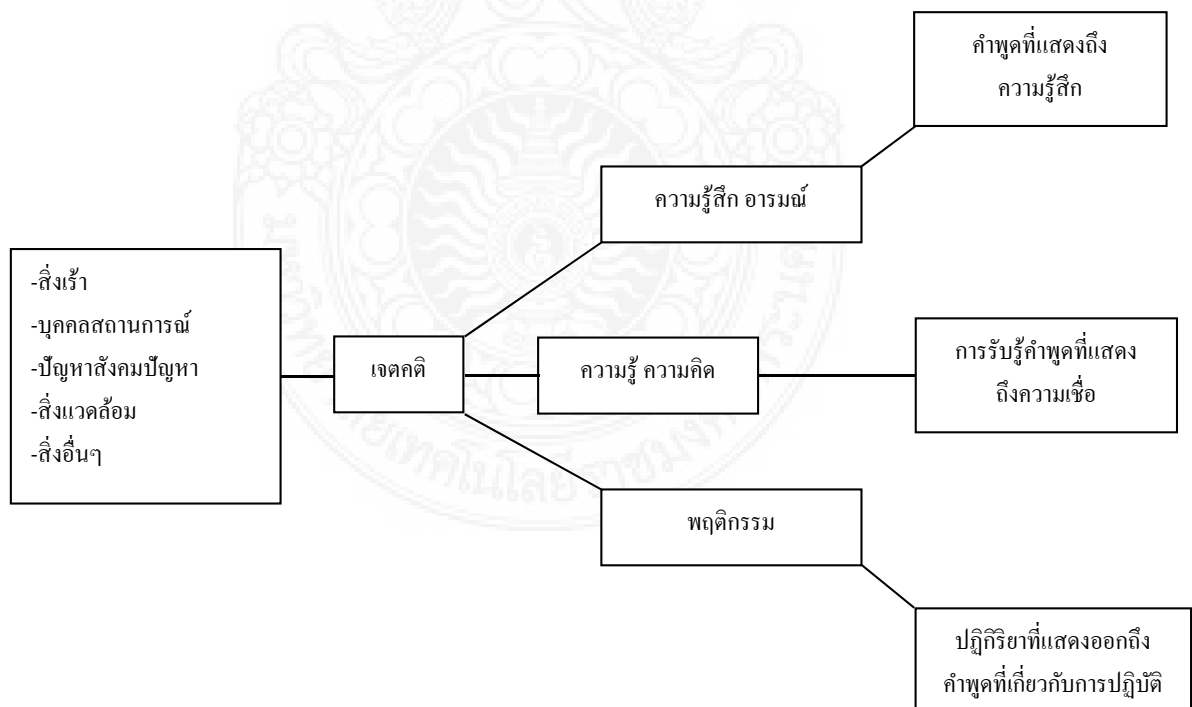 คำพูดที่แสดงถึง
ความรู้สึก
ความรู้สึก อารมณ์
-สิ่งเร้า
-บุคคลสถานการณ์
-ปัญหาสังคมปัญหา
-สิ่งแวดล้อม
-สิ่งอื่นๆ
เจตคติ
ความรู้ ความคิด
การรับรู้คำพูดที่แสดง
ถึงความเชื่อ
พฤติกรรม
ปฏิกิริยาที่แสดงออกถึง
คำพูดที่เกี่ยวกับการปฏิบัติ